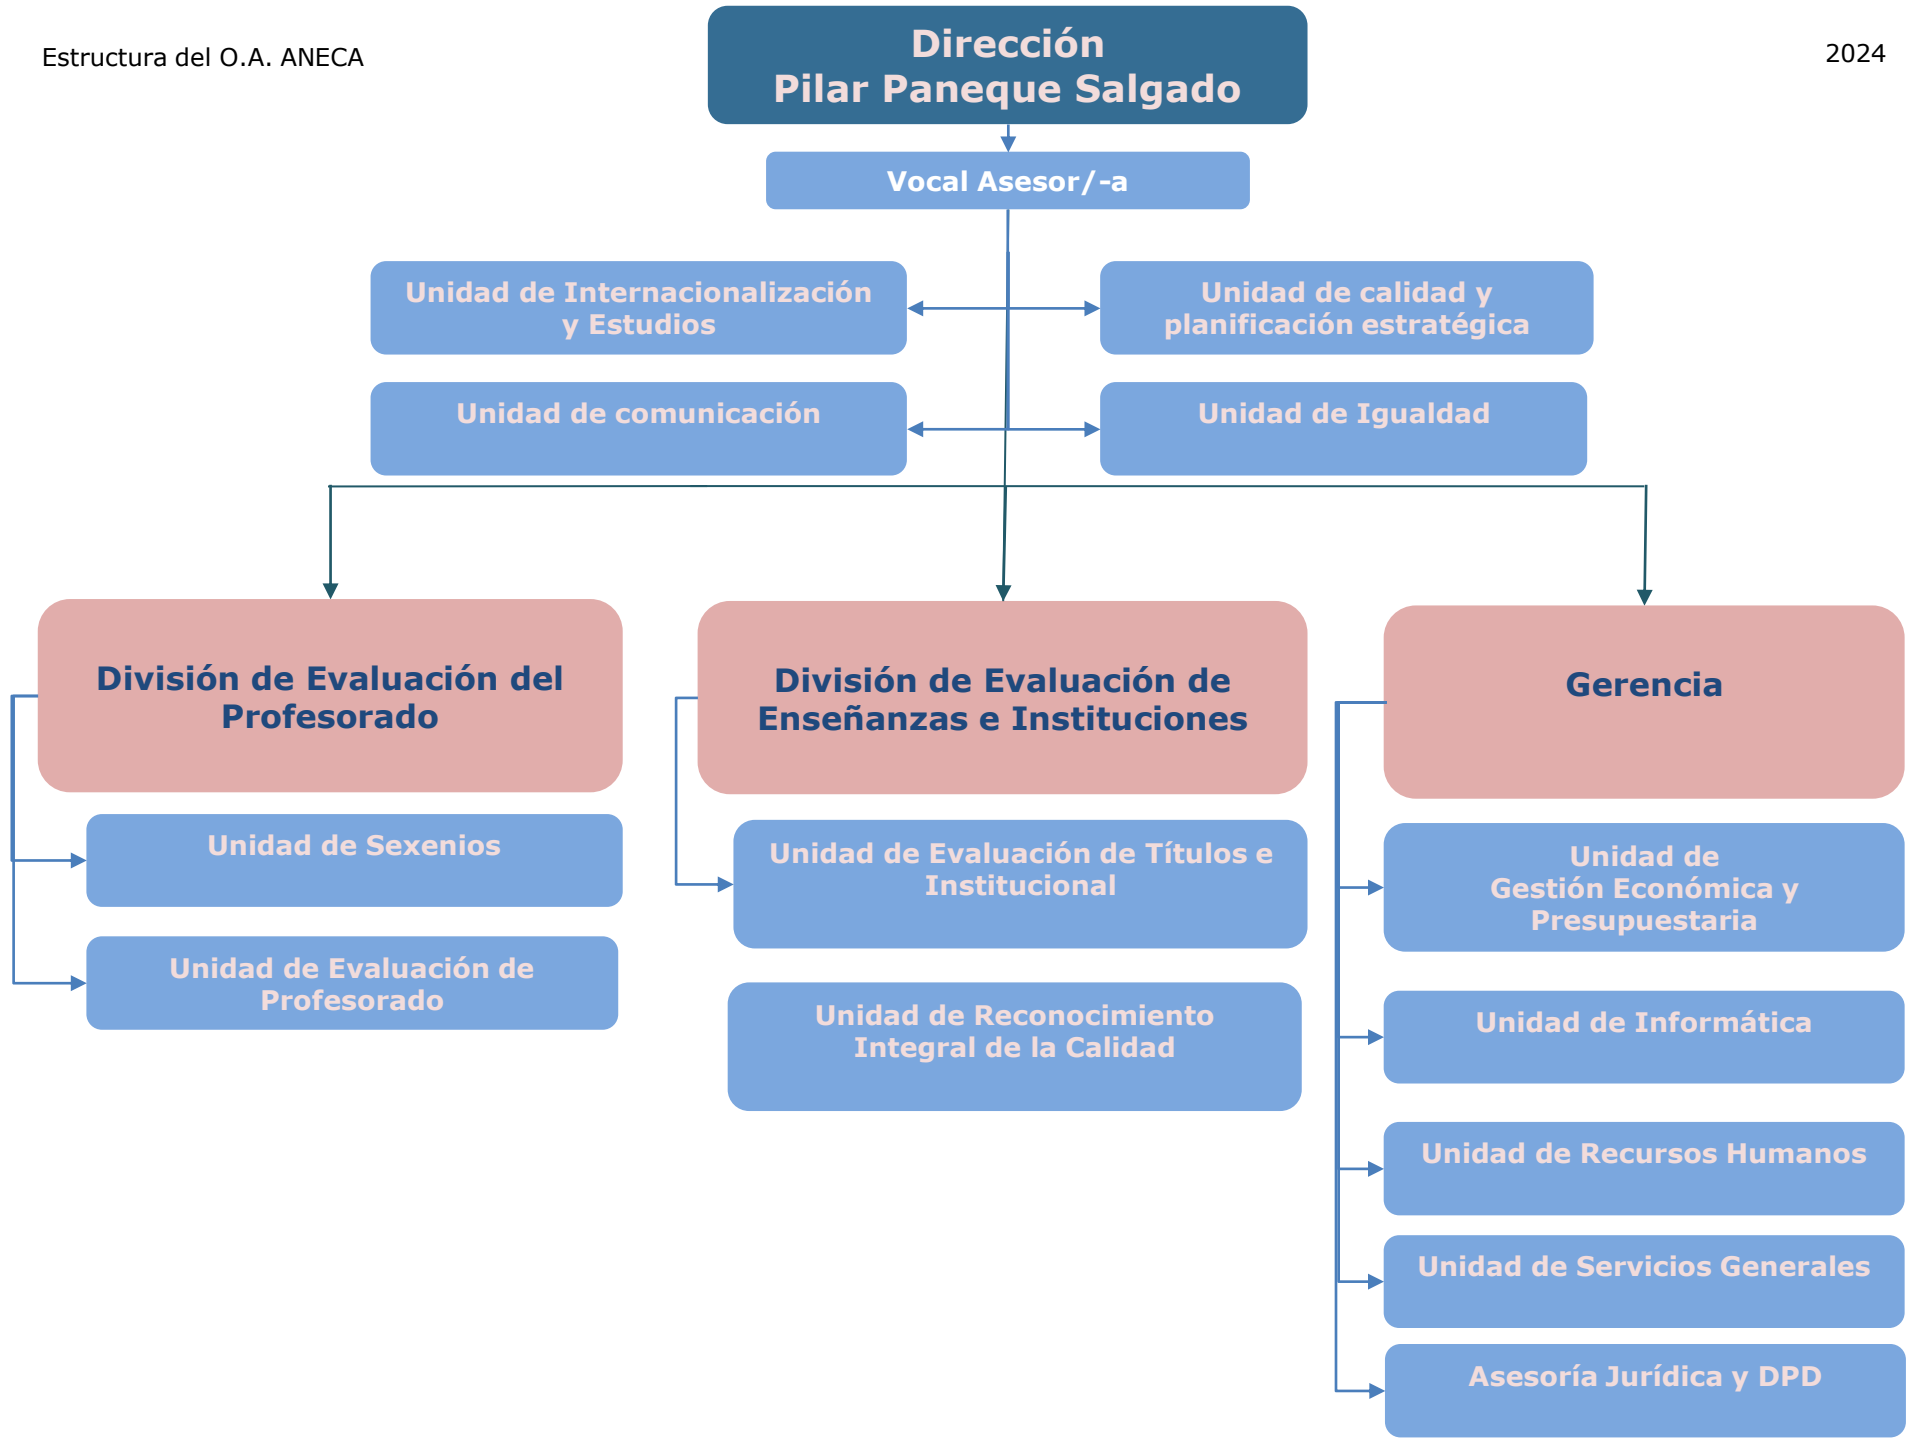 Estructura del O.A. ANECA
Dirección
Pilar Paneque Salgado
2024
Vocal Asesor/-a
Unidad de Internacionalización
y Estudios
Unidad de calidad y
planificación estratégica
Unidad de comunicación
Unidad de Igualdad
División de Evaluación del
Profesorado
División de Evaluación de
Enseñanzas e Instituciones
Gerencia
Unidad de Sexenios
Unidad de Evaluación de
Profesorado
Unidad de Evaluación de Títulos e
Institucional
Unidad de Reconocimiento
Integral de la Calidad
Unidad de
Gestión Económica y
Presupuestaria
Unidad de Informática
Unidad de Recursos Humanos
Unidad de Servicios Generales
Asesoría Jurídica y DPD